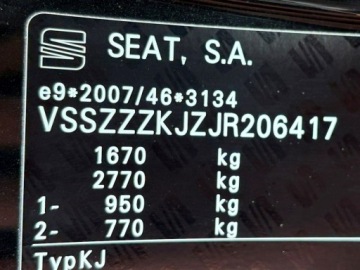 SEAT, S.A.
e9*2007/46*3134
VSSZZZKJZJR206417
1670 kg
2770 kg
1- 950 kg
2- 770 kg
TypKJ